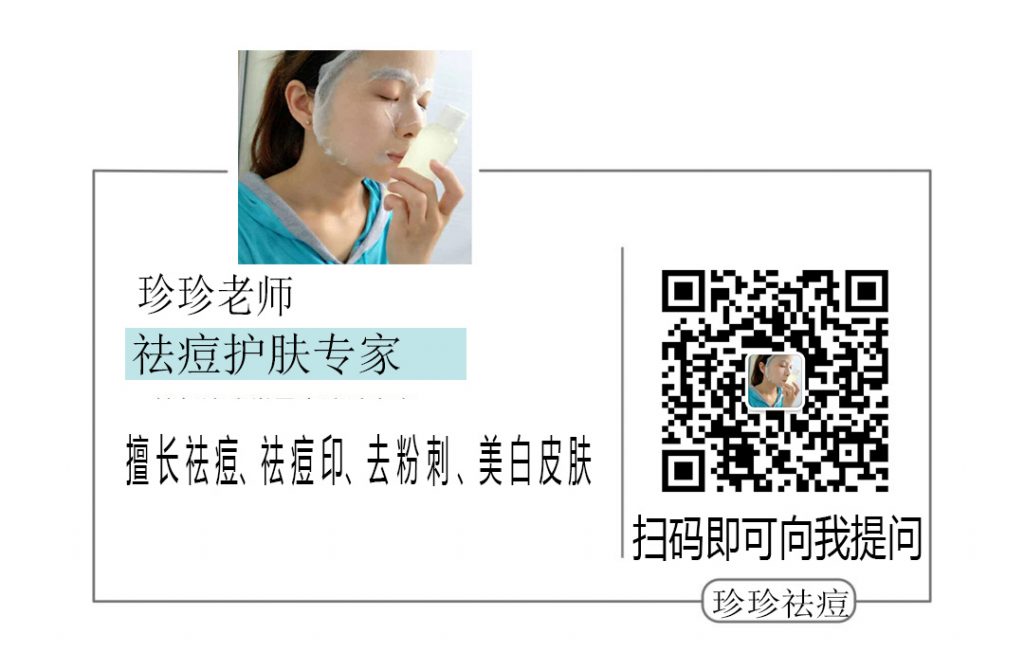 珍珍老师
祛痘护肤专家
擅长祛痘、祛痘印、去粉刺、美白皮肤
扫码即可向我提问
珍珍祛痘